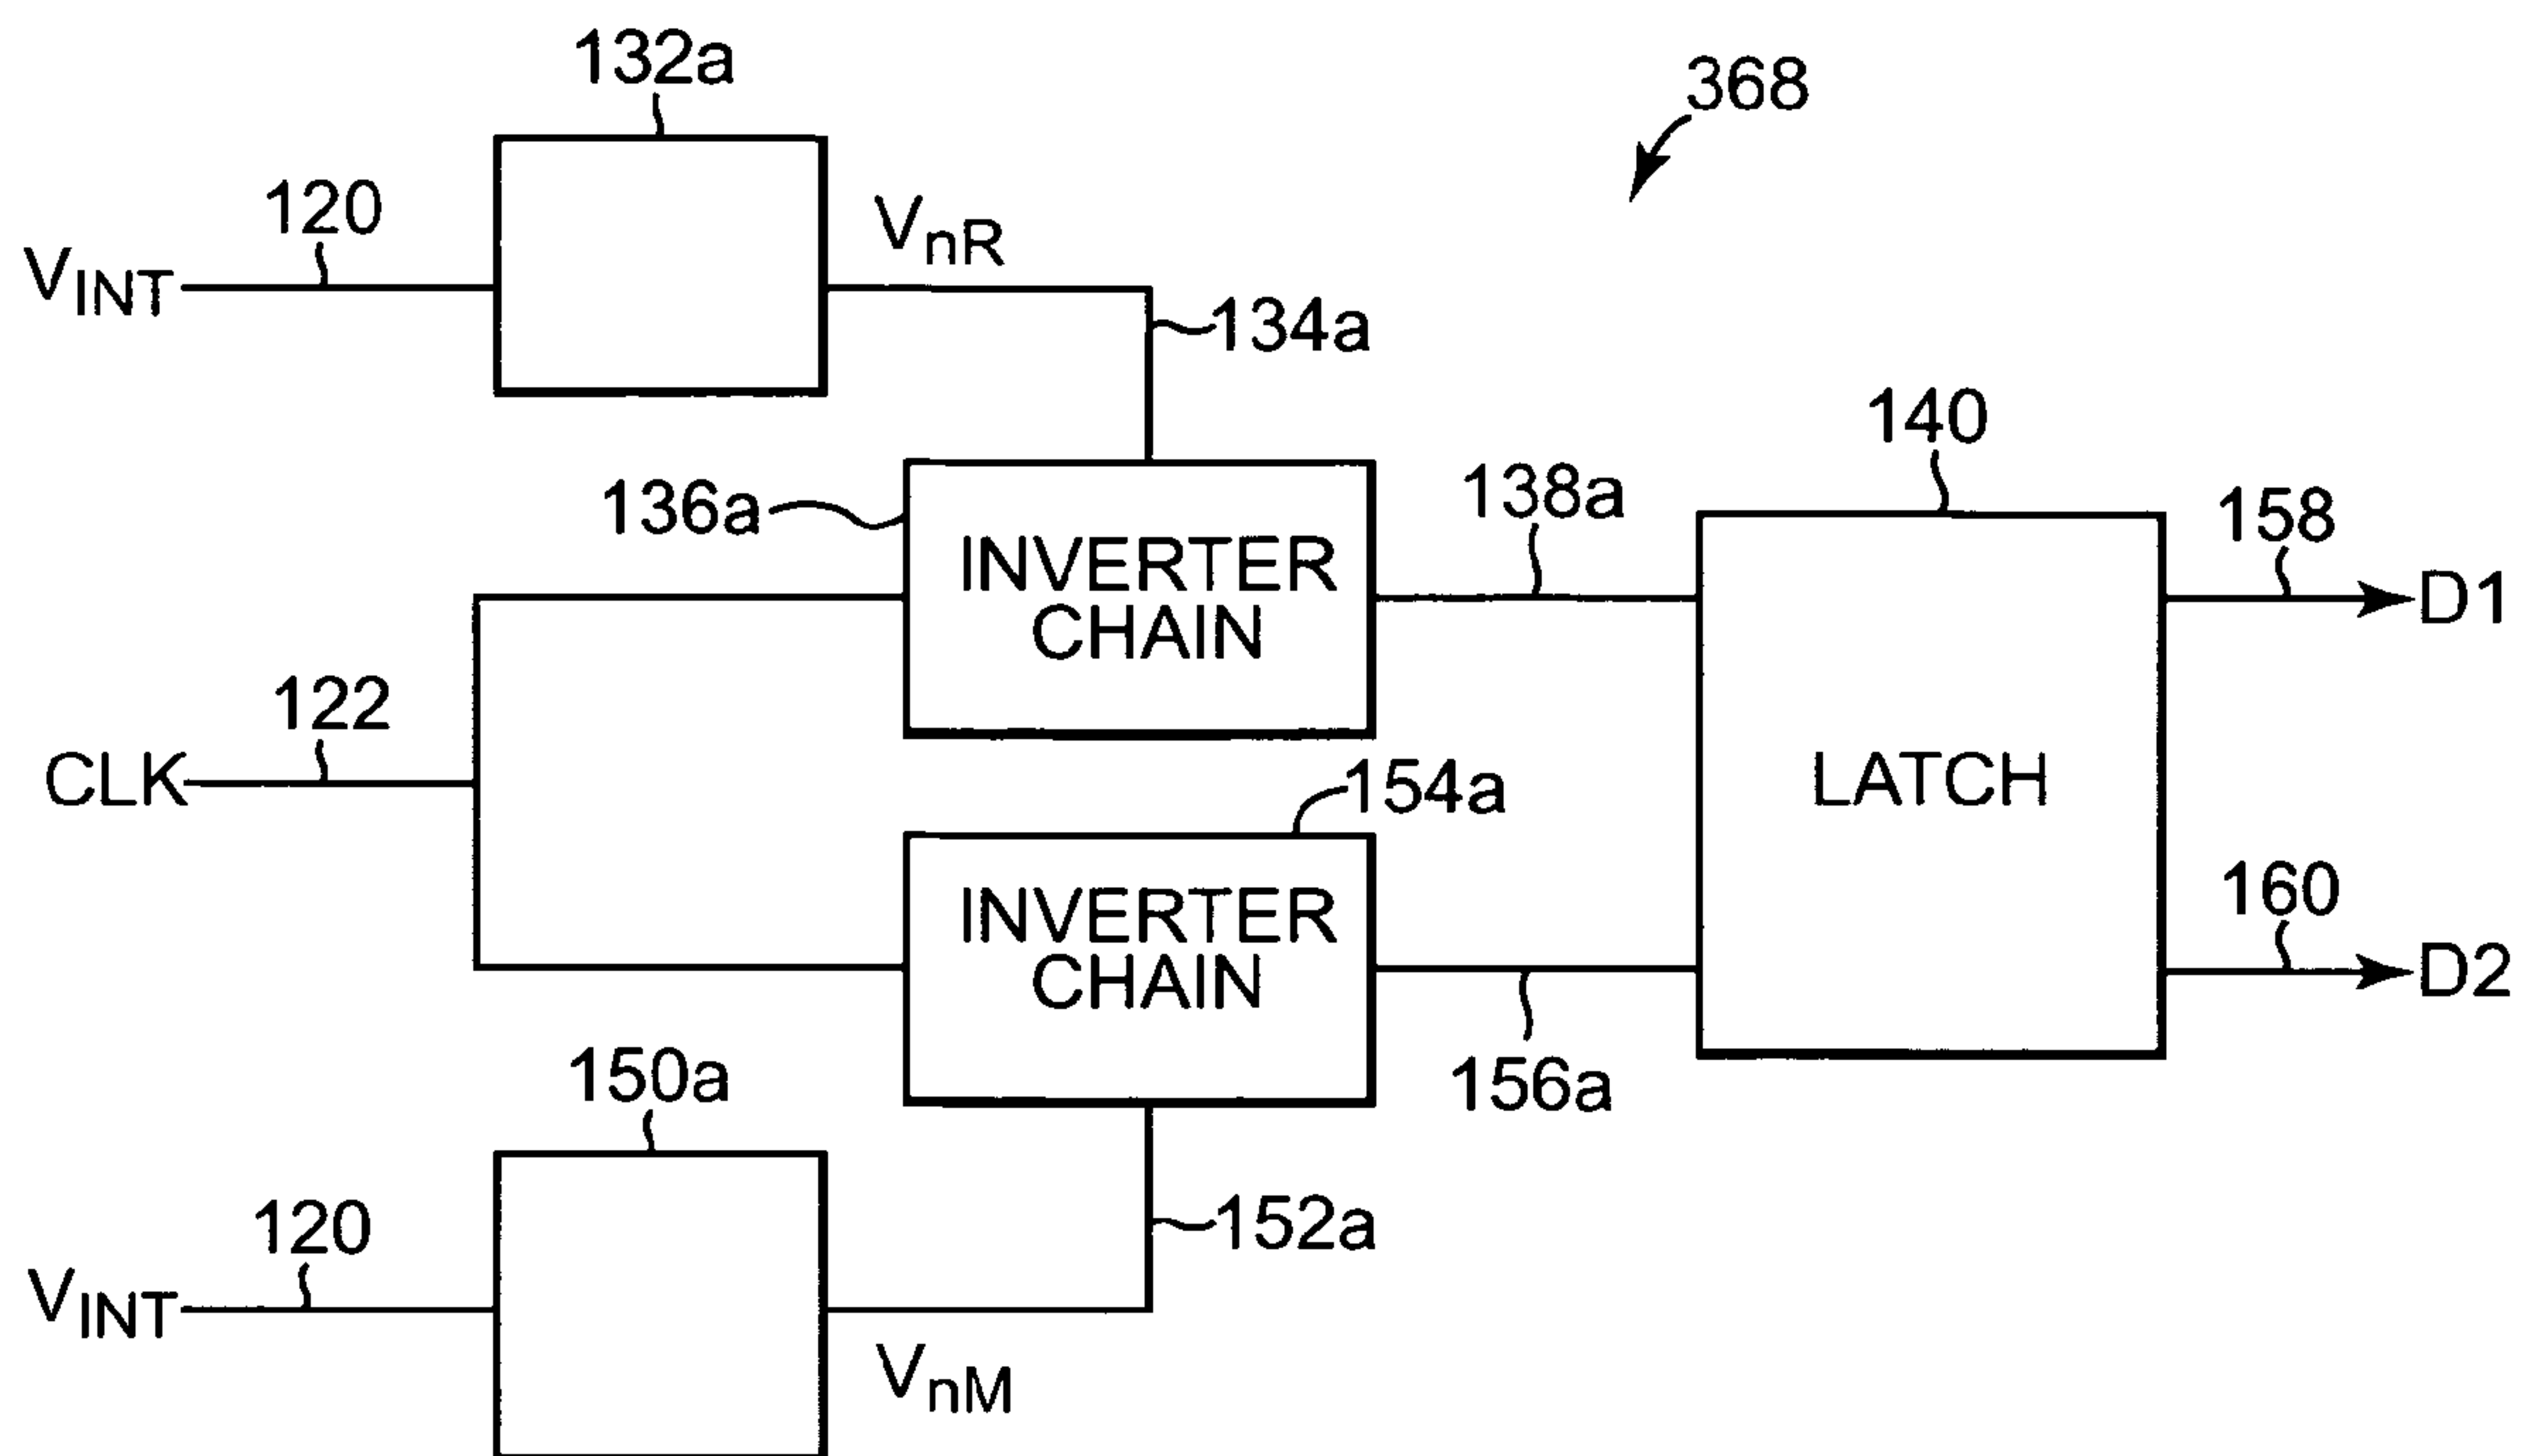 132a
368
120
VnR
VINT
134a
140
136a
138a
158
INVERTER
CHAIN
D1
122
CLK
154a
LATCH
INVERTER
CHAIN
160
D2
150a
156a
120
152a
VINT
VnM